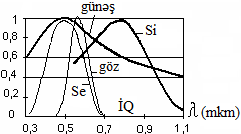 günəş
1
Si
0,8
0,6
göz
0,4
Se
0,2
İQ
0
0,3 0,5 0,7 0,9 1,1
λ (mkm)